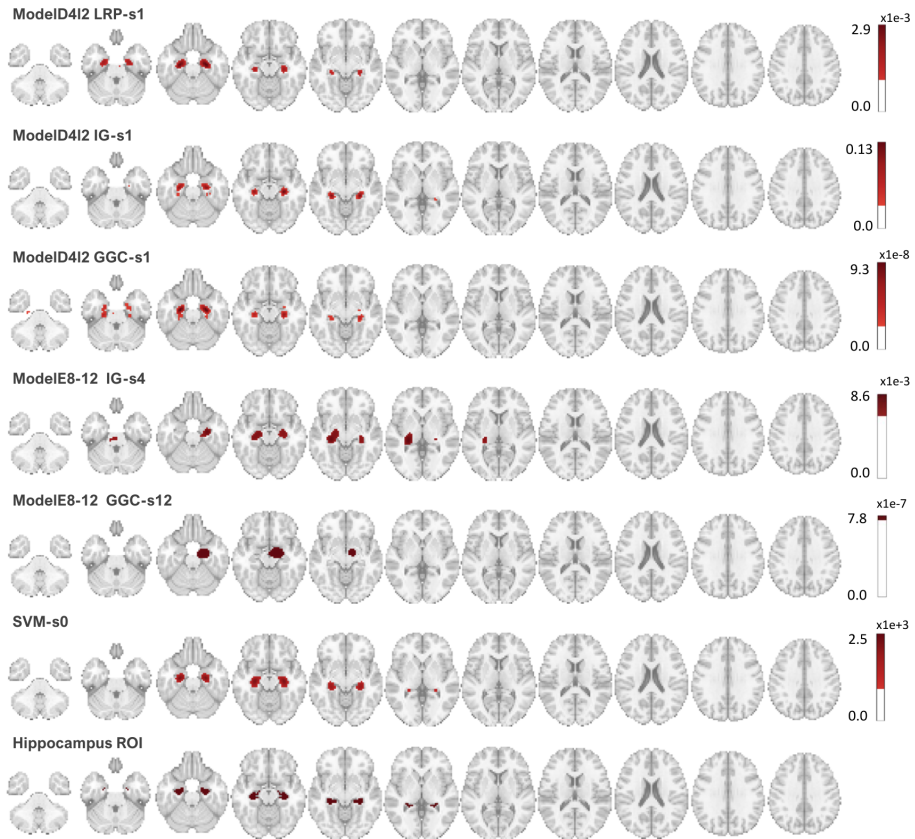 ModelD4l2 LRP-s1
x1e-3
2.9
0.0
ModelD4l2 IG-s1
0.13
0.0
ModelD4l2 GGC-s1
x1e-8
9.3
0.0
ModelE8-12 IG-s4
x1e-3
8.6
0.0
ModelE8-12 GGC-s12
x1e-7
7.8
0.0
SVM-s0
x1e+3
2.5
0.0
Hippocampus ROI